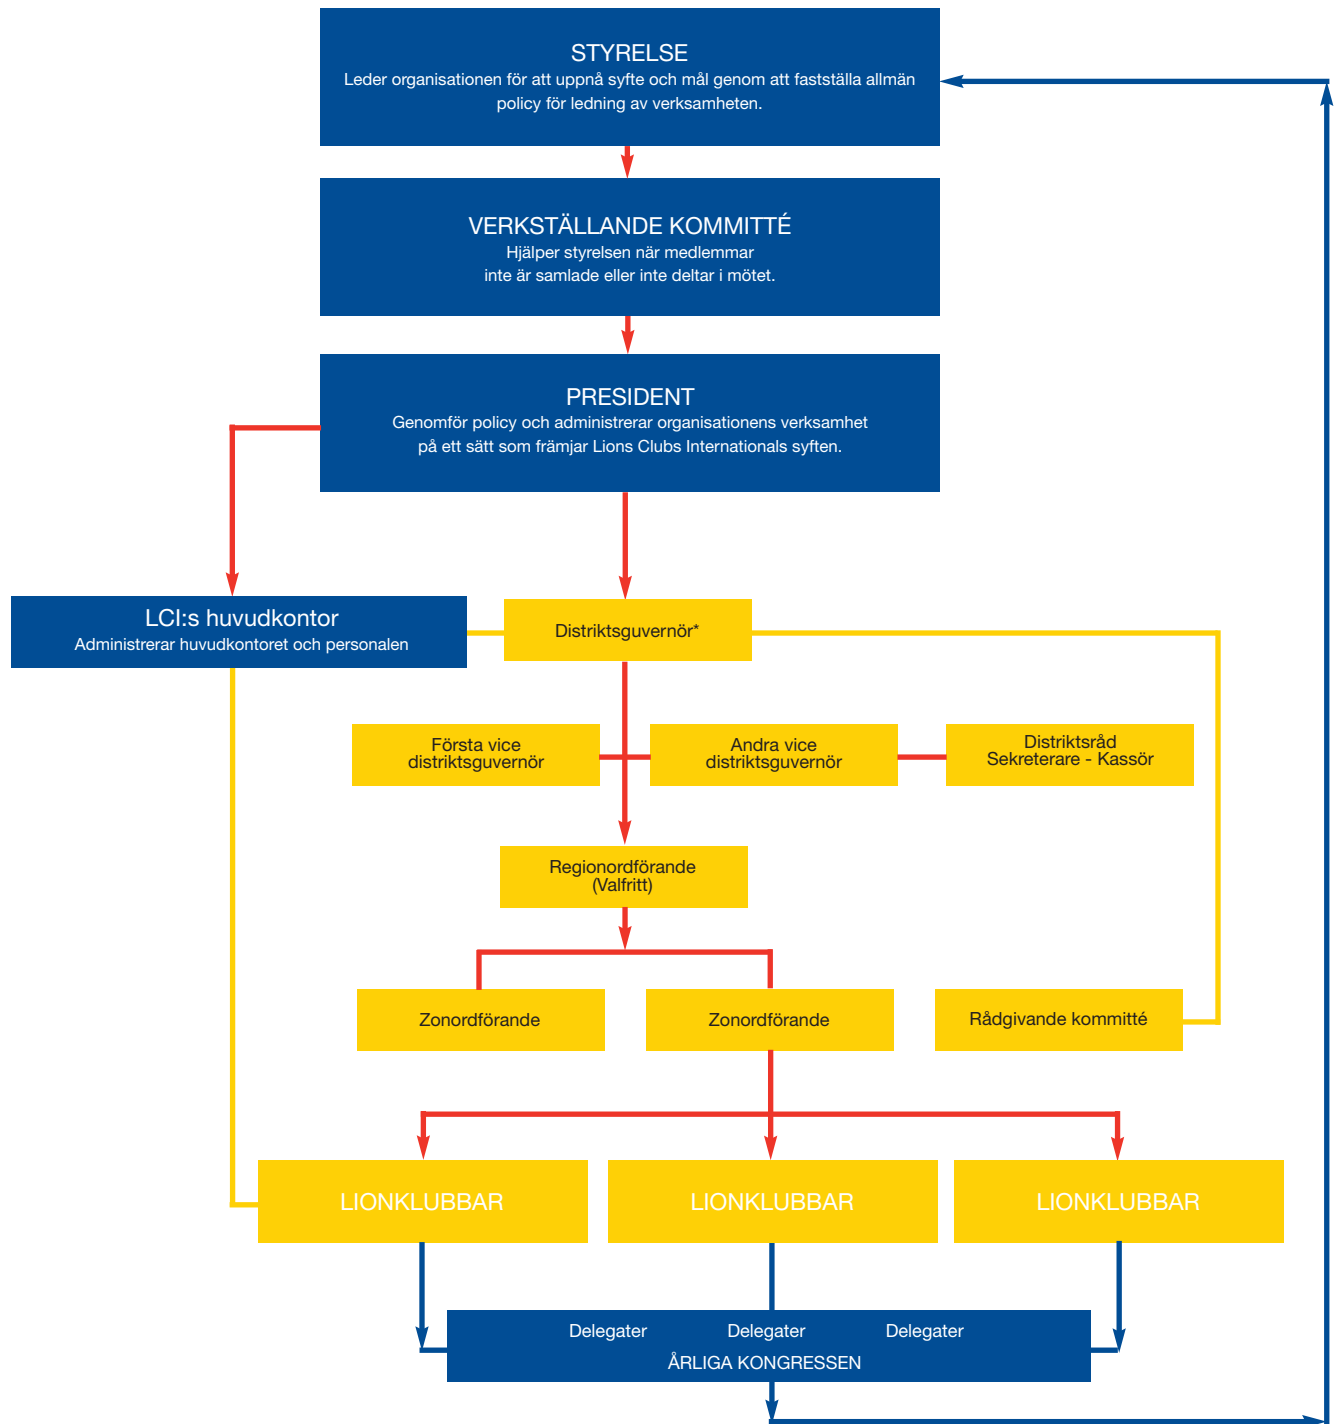 STYRELSE
Leder organisationen för att uppnå syfte och mål genom att fastställa allmän
policy för ledning av verksamheten.
VERKSTÄLLANDE KOMMITTÉ
Hjälper styrelsen när medlemmar
inte är samlade eller inte deltar i mötet.
PRESIDENT
Genomför policy och administrerar organisationens verksamhet
på ett sätt som främjar Lions Clubs Internationals syften.
LCI:s huvudkontor
Administrerar huvudkontoret och personalen
Distriktsguvernör*
Första vice
distriktsguvernör
Andra vice
distriktsguvernör
Distriktsråd
Sekreterare - Kassör
Regionordförande
(Valfritt)
Zonordförande
Zonordförande
Rådgivande kommitté
LIONKLUBBAR
LIONKLUBBAR
LIONKLUBBAR
Delegater
Delegater
Delegater
ÅRLIGA KONGRESSEN